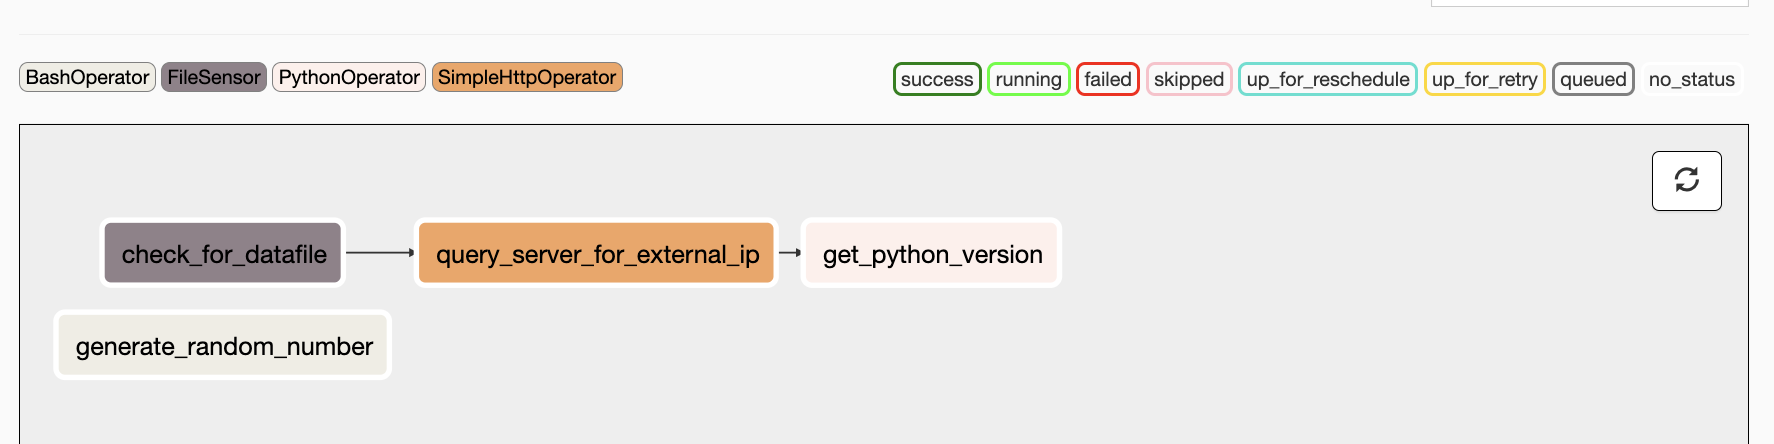 BashOperator FileSensor PythonOperator SimpleHttpOperator success running failed skipped up_for_reschedule up_for_retry queued no_status
check_for_datafile query_server_for_external_ip get_python_version
generate_random_number